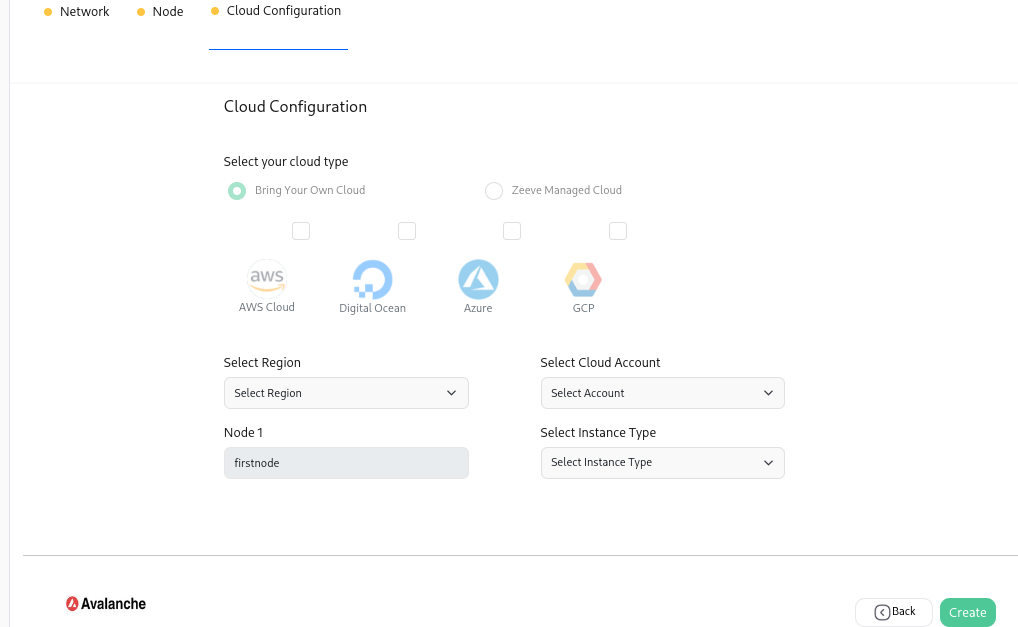 Network Node Cloud Configuration
Cloud Configuration
Select your cloud type
Bring Your Own Cloud Zeeve Managed Cloud
aws
AWS Cloud Digital Ocean Azure GCP
Select Region Select Cloud Account
Select Region Select Account
Node 1 Select Instance Type
firstnode Select Instance Type
Avalanche Back Create